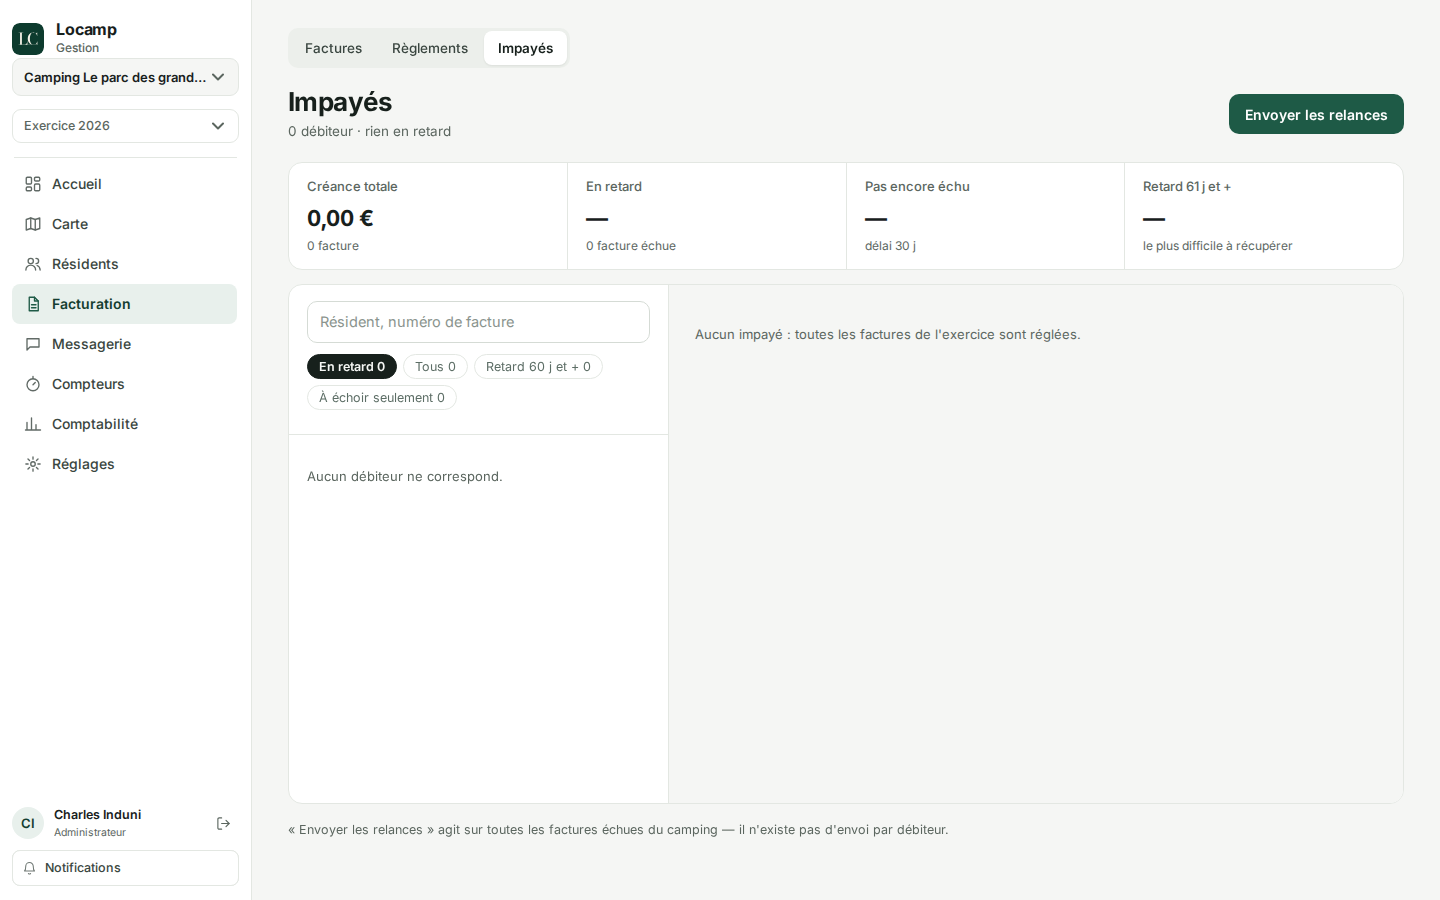 LC
Locamp
Gestion
Camping Le parc des grand...
Exercice 2026
Accueil
Carte
Résidents
Facturation
Messagerie
Compteurs
Comptabilité
Réglages
CI
Charles Induni
Administrateur
Notifications
Factures Règlements Impayés
Impayés
0 débiteur · rien en retard
Envoyer les relances
Créance totale
0,00 €
0 facture
En retard
—
0 facture échue
Pas encore échu
—
délai 30 j
Retard 61 j et +
—
le plus difficile à récupérer
Résident, numéro de facture
En retard 0 Tous 0 Retard 60 j et + 0
À échoir seulement 0
Aucun débiteur ne correspond.
Aucun impayé : toutes les factures de l'exercice sont réglées.
« Envoyer les relances » agit sur toutes les factures échues du camping — il n'existe pas d'envoi par débiteur.